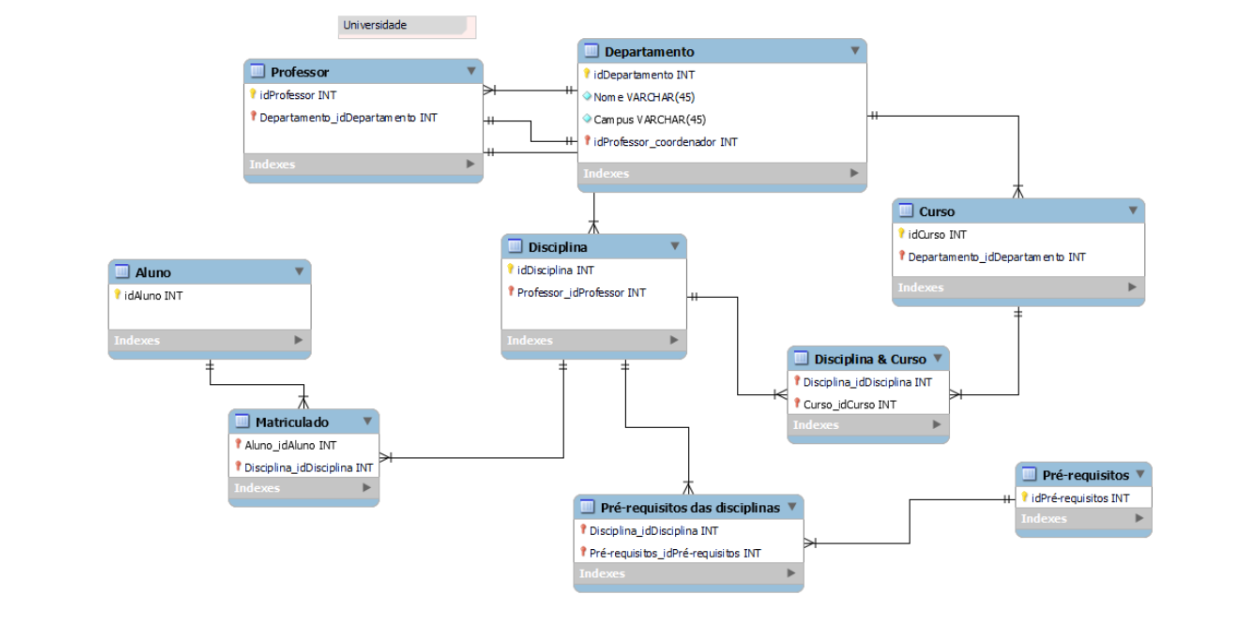 Universidade
Professor
idProfessor INT
Departamento_idDepartamento INT
Indexes
Departamento
idDepartamento INT
Nome VARCHAR(45)
Campus VARCHAR(45)
idProfessor_coordenador INT
Indexes
Curso
idCurso INT
Departamento_idDepartamento INT
Indexes
Disciplina
idDisciplina INT
Professor_idProfessor INT
Indexes
Aluno
idAluno INT
Indexes
Disciplina & Curso
Disciplina_idDisciplina INT
Curso_idCurso INT
Indexes
Matriculado
Aluno_idAluno INT
Disciplina_idDisciplina INT
Indexes
Pré-requisitos das disciplinas
Disciplina_idDisciplina INT
Pré-requisitos_idPré-requisitos INT
Indexes
Pré-requisitos
idPré-requisitos INT
Indexes